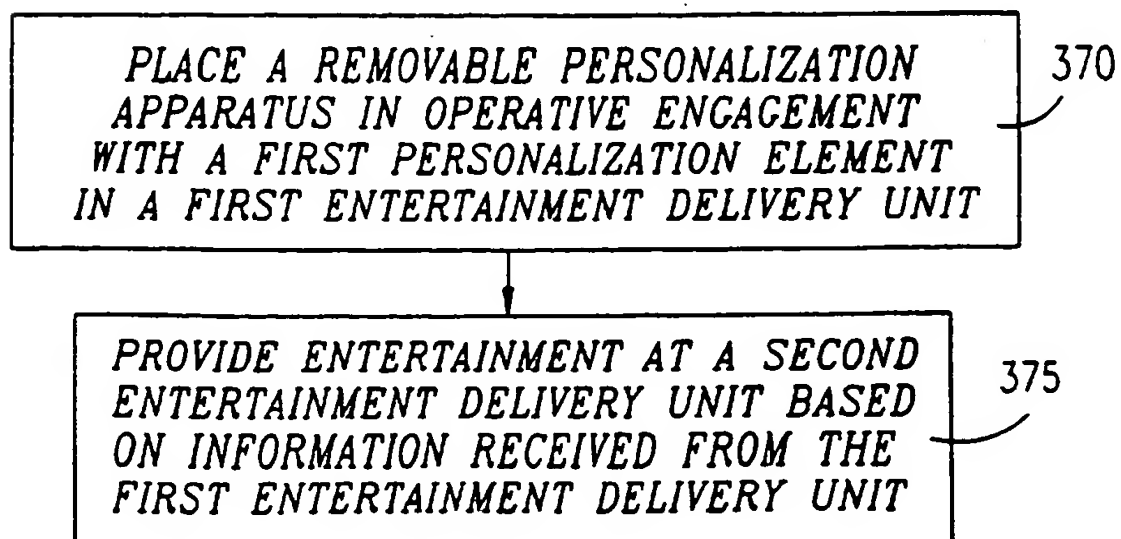 PLACE A REMOVABLE PERSONALIZATION
APPARATUS IN OPERATIVE ENGAGEMENT
WITH A FIRST PERSONALIZATION ELEMENT
IN A FIRST ENTERTAINMENT DELIVERY UNIT
370
PROVIDE ENTERTAINMENT AT A SECOND
ENTERTAINMENT DELIVERY UNIT BASED
ON INFORMATION RECEIVED FROM THE
FIRST ENTERTAINMENT DELIVERY UNIT
375